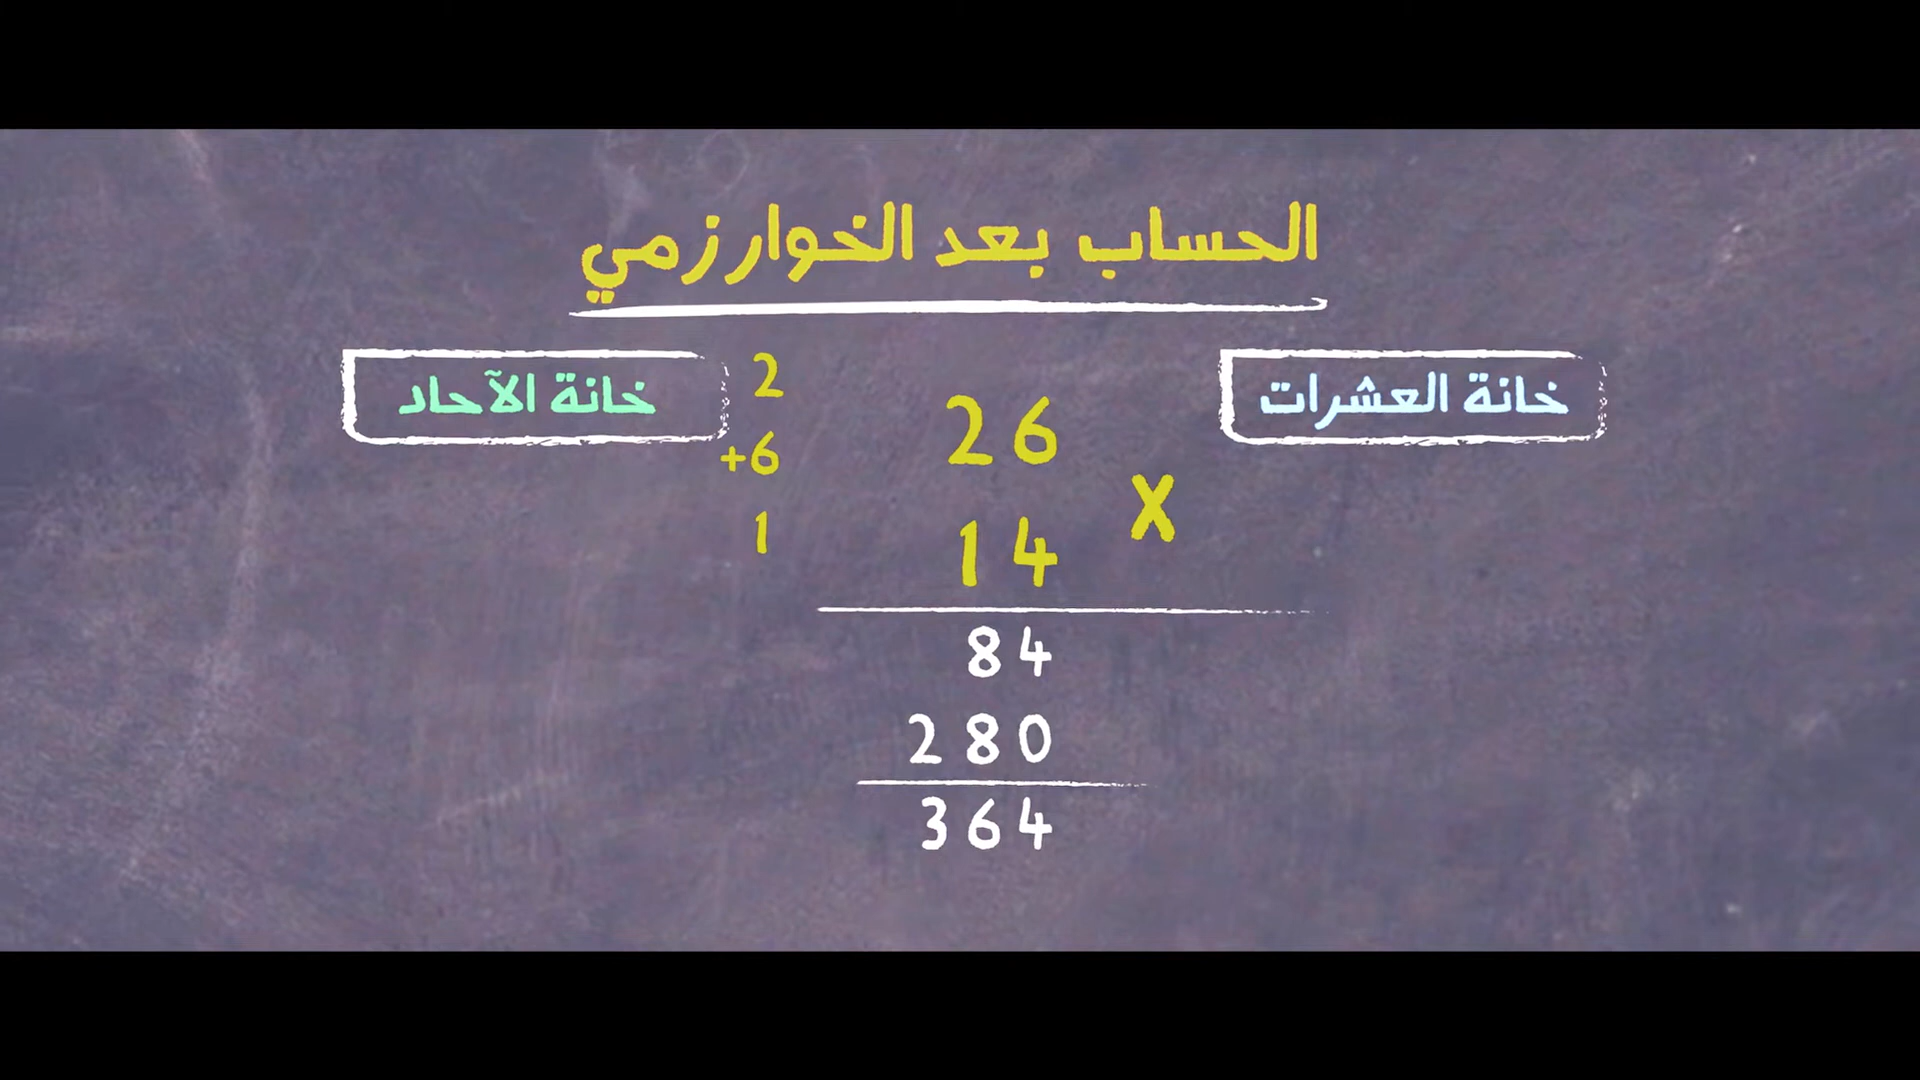 الحساب بعد الخوارزمي
خانة العشرات
خانة الآحاد
2
+6
1
26
X
14
84
280
364